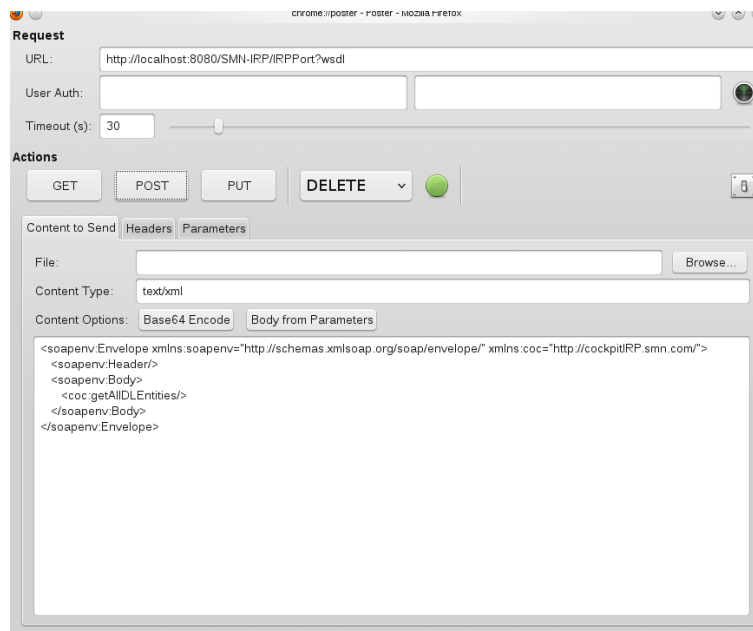 chrome://poster - Poster - Mozilla Firefox
Request
URL: http://localhost:8080/SMN-IRP/IRPPort?wsdl
User Auth:
Timeout (s): 30
Actions
GET POST PUT DELETE
Content to Send Headers Parameters
File: Browse...
Content Type: text/xml
Content Options: Base64 Encode Body from Parameters
<soapenv:Envelope xmlns:soapenv="http://schemas.xmlsoap.org/soap/envelope/" xmlns:coc="http://cockpitIRP.smn.com/">
<soapenv:Header/>
<soapenv:Body>
<coc:getAllDLEntities/>
</soapenv:Body>
</soapenv:Envelope>